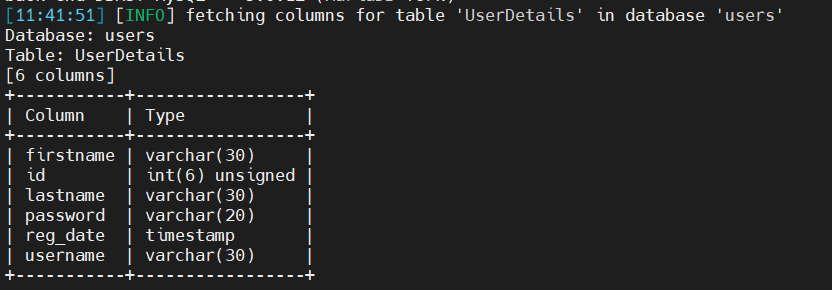 [11:41:51] [INFO] fetching columns for table 'UserDetails' in database 'users'
Database: users
Table: UserDetails
[6 columns]
+-----------+-----------------+
| Column    | Type            |
+-----------+-----------------+
| firstname | varchar(30)     |
| id        | int(6) unsigned |
| lastname  | varchar(30)     |
| password  | varchar(20)     |
| reg_date  | timestamp       |
| username  | varchar(30)     |
+-----------+-----------------+